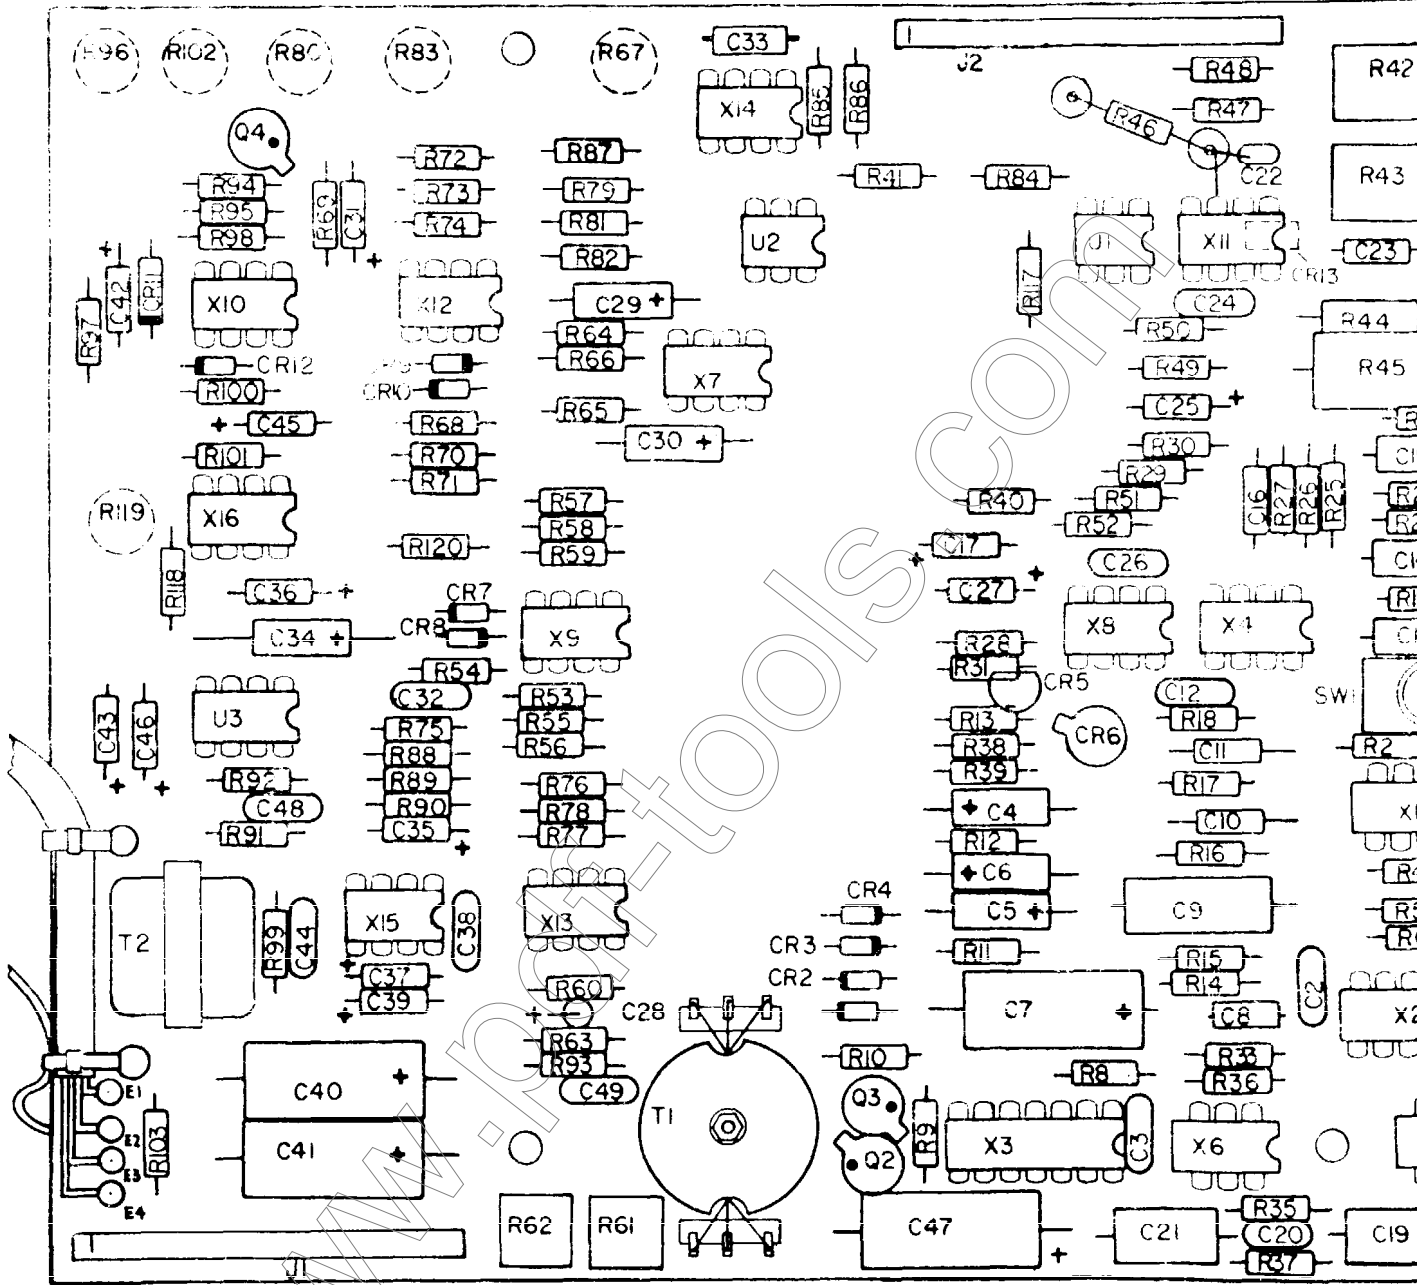 R96 R102 R80 R83 R67 C33 J2 R48 R42
X14 R85 R86 R47 R46
Q4 R72 R87 R41 R84 C22 R43
R94 R69 C31 R73 R79
R95 R74 R81 U2 U1 X11 C23
R98 R82 CR13
R97 C42 CR11 X10 X12 C29 R117 C24
R64 R50 R44
CR12 CR9 R66 X7 R49 R45
R100 CR10
C45 R68 R65 C25
R101 R70 C30 R30
R71 R29 C16 R27 R26 R25
R119 X16 R57 R40 R51
R58 R52
R120 R59 C17 C26
R118 C36 CR7 C27
C34 CR8 X9 X8 X4
R54 R28
R31
C32 R53 CR5 C12 SW1
C43 C46 U3 R75 R55 R13 R18
R88 R56 R38 CR6 C11 R2
R92 R89 R76 R39 R17
C48 R90 R78 C4 C10
R91 C35 R77 R12 R16
C6
T2 R99 C44 X15 C38 X13 CR4 C5 C9
CR3 R11 R15
C37 R60 CR2 R14 C2
C39 C28 C7 C8 X2
R63 R10 R33
R93 R8 R36
E1 C40 C49 Q3
E2 R103 T1 R9 X3 C3 X6
E3 C41 Q2
E4 R62 R61 C47 C21 R35
C20 C19
J1 R37
www.pdf-tools.com